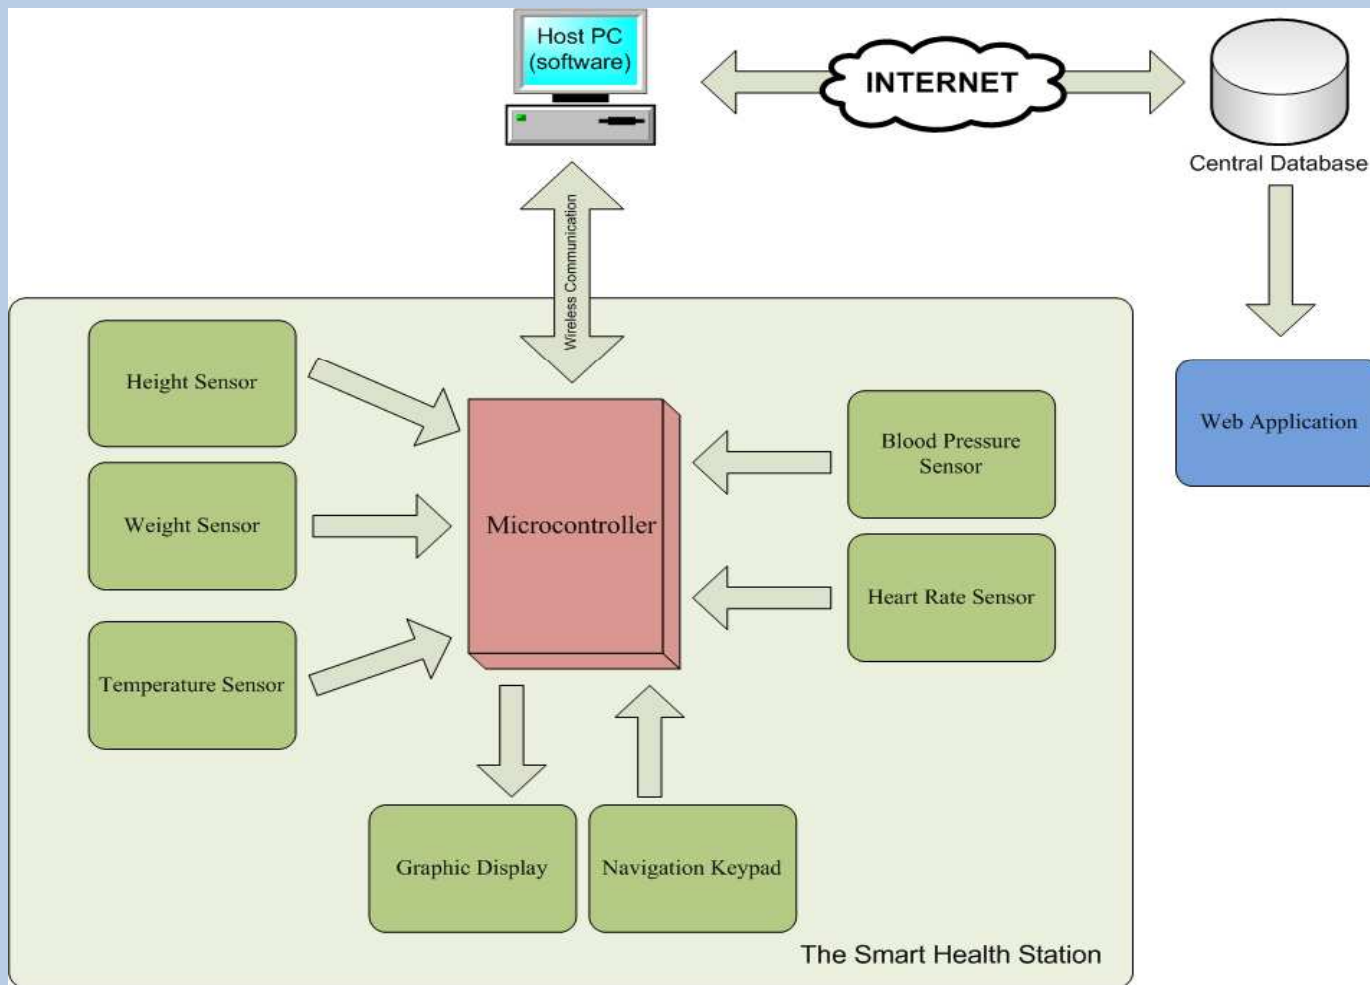 Host PC
(software)
INTERNET
Central Database
Wireless Communication
Height Sensor
Weight Sensor
Temperature Sensor
Microcontroller
Blood Pressure
Sensor
Heart Rate Sensor
Web Application
Graphic Display
Navigation Keypad
The Smart Health Station